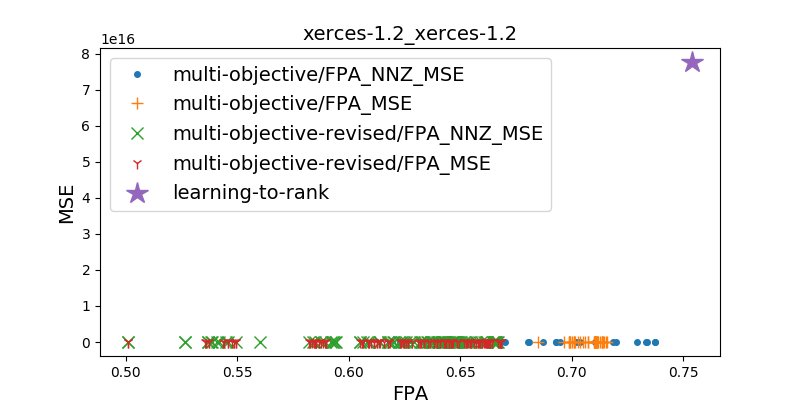 xerces-1.2_xerces-1.2
1e16
8
7
6
5
4
3
2
1
0
MSE
multi-objective/FPA_NNZ_MSE
multi-objective/FPA_MSE
multi-objective-revised/FPA_NNZ_MSE
multi-objective-revised/FPA_MSE
learning-to-rank
0.50 0.55 0.60 0.65 0.70 0.75
FPA